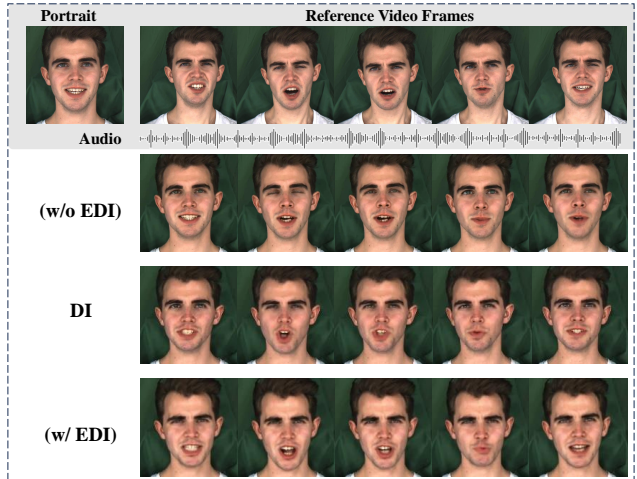 Portrait
Reference Video Frames
Audio
(w/o EDI)
DI
(w/ EDI)